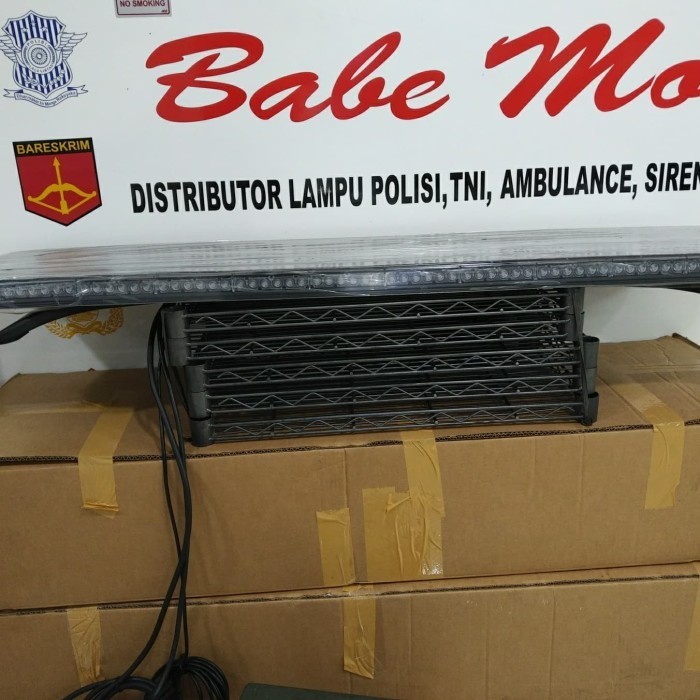 NO SMOKING
Babe Mo
BARESKRIM
DISTRIBUTOR LAMPU POLISI,TNI, AMBULANCE, SIREN